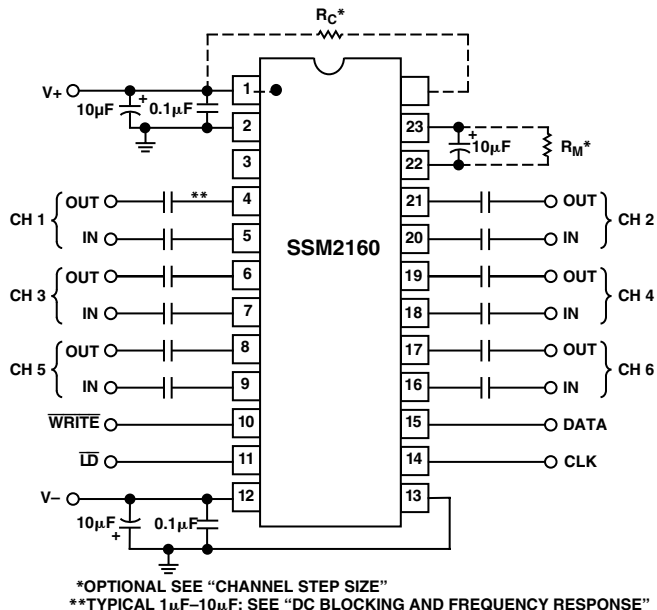 R_C*
V+
10µF + 0.1µF
1
2
3
23
22
+ 10µF R_M*
CH 1 OUT ** 4
IN 5
21 OUT CH 2
20 IN
SSM2160
CH 3 OUT 6
IN 7
19 OUT CH 4
18 IN
CH 5 OUT 8
IN 9
17 OUT CH 6
16 IN
WRITE 10
15 DATA
LD 11
14 CLK
V– 12
13
10µF + 0.1µF
*OPTIONAL SEE “CHANNEL STEP SIZE”
**TYPICAL 1µF–10µF; SEE “DC BLOCKING AND FREQUENCY RESPONSE”